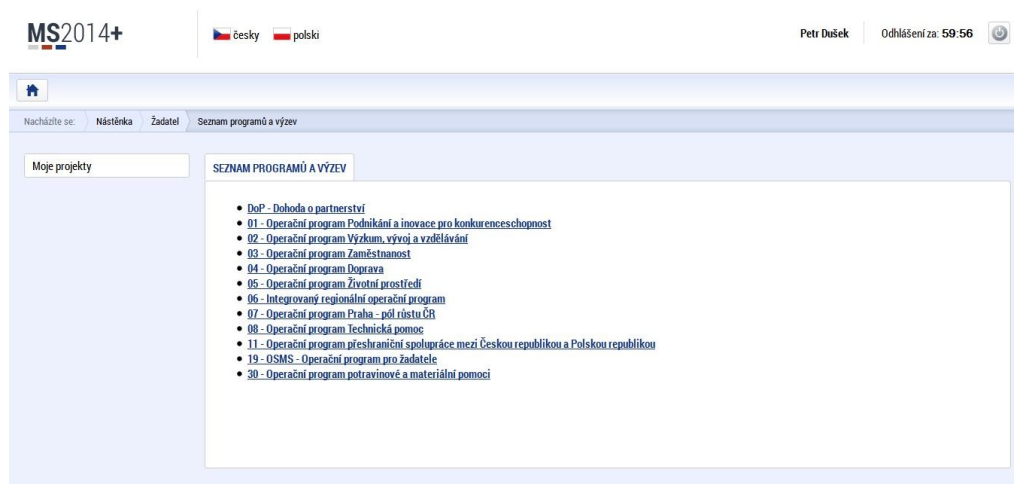 MS2014+
česky polski
Petr Dušek Odhlášení za: 59:56
Nacházíte se: Nástěnka Žadatel Seznam programů a výzev
Moje projekty
SEZNAM PROGRAMŮ A VÝZEV
DoP - Dohoda o partnerství
01 - Operační program Podnikání a inovace pro konkurenceschopnost
02 - Operační program Výzkum, vývoj a vzdělávání
03 - Operační program Zaměstnanost
04 - Operační program Doprava
05 - Operační program Životní prostředí
06 - Integrovaný regionální operační program
07 - Operační program Praha - pól růstu ČR
08 - Operační program Technická pomoc
11 - Operační program přeshraniční spolupráce mezi Českou republikou a Polskou republikou
19 - OSMS - Operační program pro žadatele
30 - Operační program potravinové a materiální pomoci